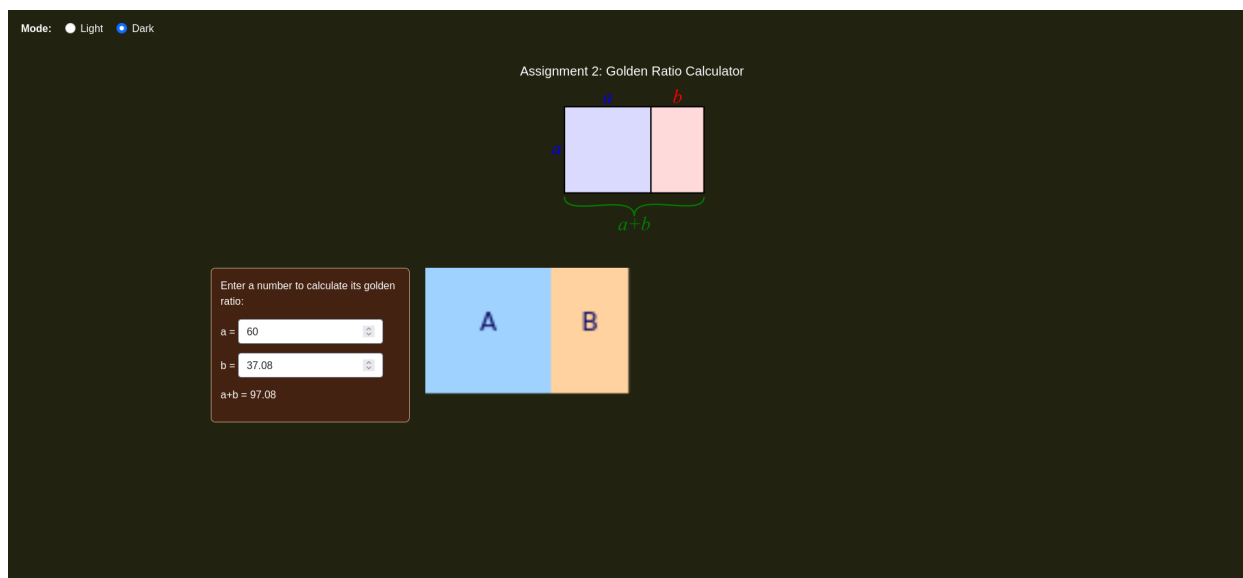 Mode: Light Dark
Assignment 2: Golden Ratio Calculator
a b
a
a+b
Enter a number to calculate its golden
ratio:
a = 60
b = 37.08
a+b = 97.08
A B